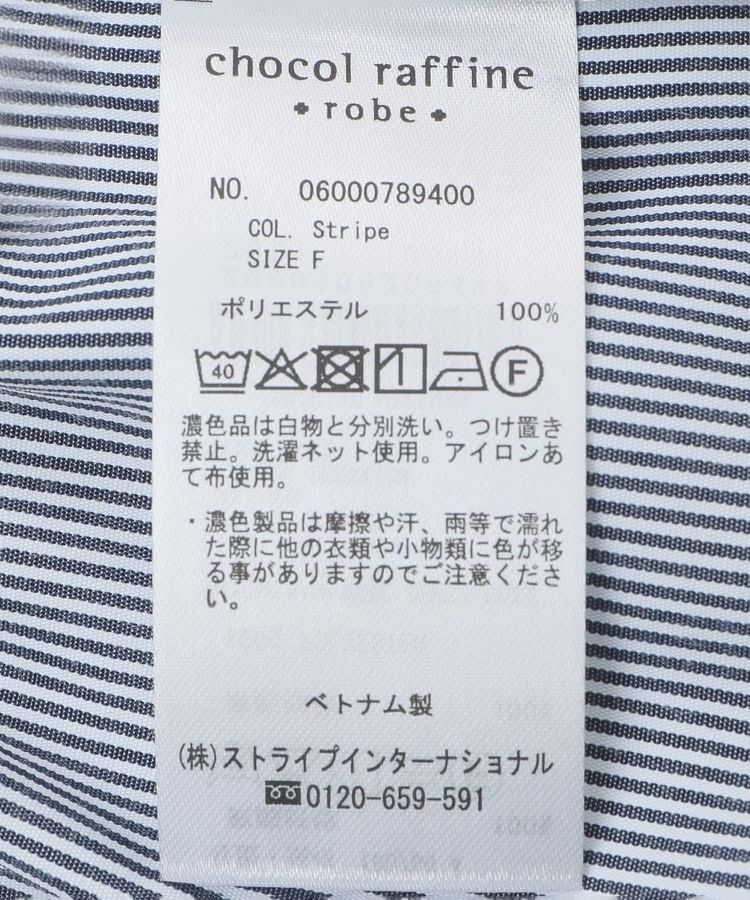 chocol raffine
robe
NO. 06000789400
COL. Stripe
SIZE F
ポリエステル 100%
40 F
濃色品は白物と分別洗い。つけ置き
禁止。洗濯ネット使用。アイロンあ
て布使用。
・濃色製品は摩擦や汗、雨等で濡れ
た際に他の衣類や小物類に色が移
る事がありますのでご注意くださ
い。
ベトナム製
(株)ストライプインターナショナル
0120-659-591